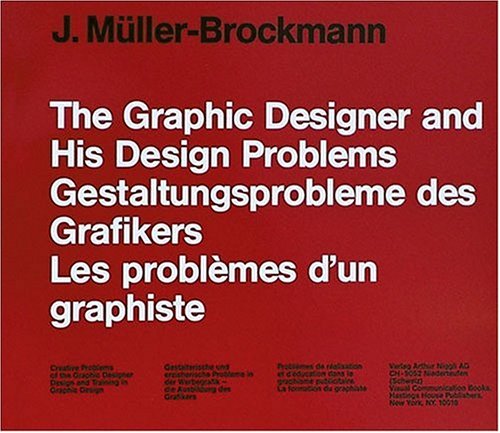 J. Müller-Brockmann
The Graphic Designer and
His Design Problems
Gestaltungsprobleme des
Grafikers
Les problèmes d'un
graphiste
Creative Problems
of the Graphic Designer
Design and Training in
Graphic Design
Gestalterische und
erzieherische Probleme in
der Werbegrafik –
die Ausbildung des
Grafikers
Problèmes de réalisation
et d'éducation dans le
graphisme publicitaire
La formation du graphiste
Verlag Arthur Niggli AG
CH-9052 Niederteufen
(Schweiz)
Visual Communication Books,
Hastings House Publishers,
New York, NY. 10016